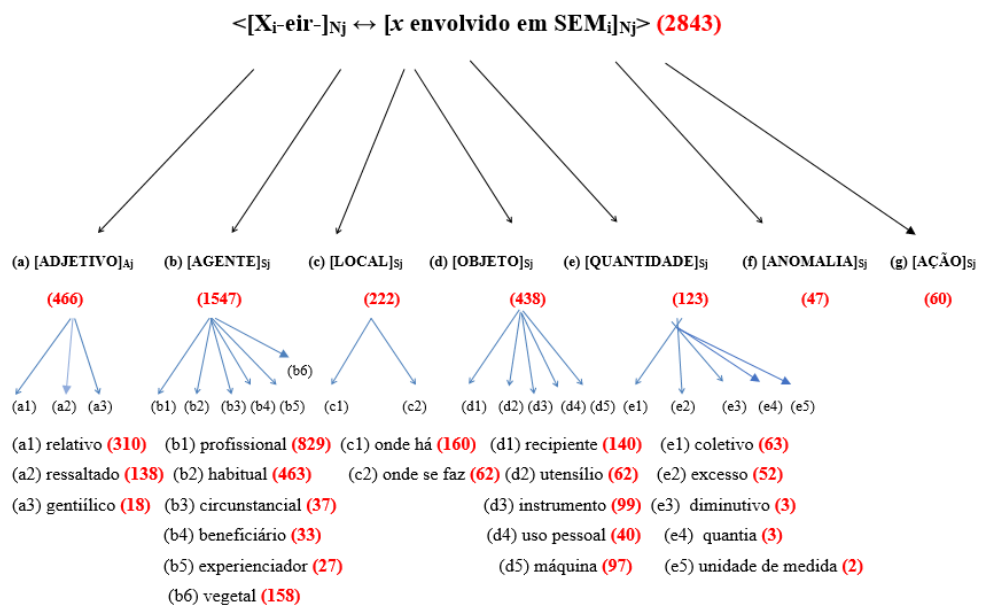 <[Xi-eir-]Nj ↔ [x envolvido em SEMi]Nj> (2843)
(a) [ADJETIVO]Aj (b) [AGENTE]Sj (c) [LOCAL]Sj (d) [OBJETO]Sj (e) [QUANTIDADE]Sj (f) [ANOMALIA]Sj (g) [AÇÃO]Sj
(466) (1547) (222) (438) (123) (47) (60)
(b6)
(a1) (a2) (a3) (b1) (b2) (b3) (b4) (b5) (c1) (c2) (d1) (d2) (d3) (d4) (d5) (e1) (e2) (e3) (e4) (e5)
(a1) relativo (310) (b1) profissional (829) (c1) onde há (160) (d1) recipiente (140) (e1) coletivo (63)
(a2) ressaltado (138) (b2) habitual (463) (c2) onde se faz (62) (d2) utensílio (62) (e2) excesso (52)
(a3) gentiílico (18) (b3) circunstancial (37) (d3) instrumento (99) (e3) diminutivo (3)
(b4) beneficiário (33) (d4) uso pessoal (40) (e4) quantia (3)
(b5) experienciador (27) (d5) máquina (97) (e5) unidade de medida (2)
(b6) vegetal (158)